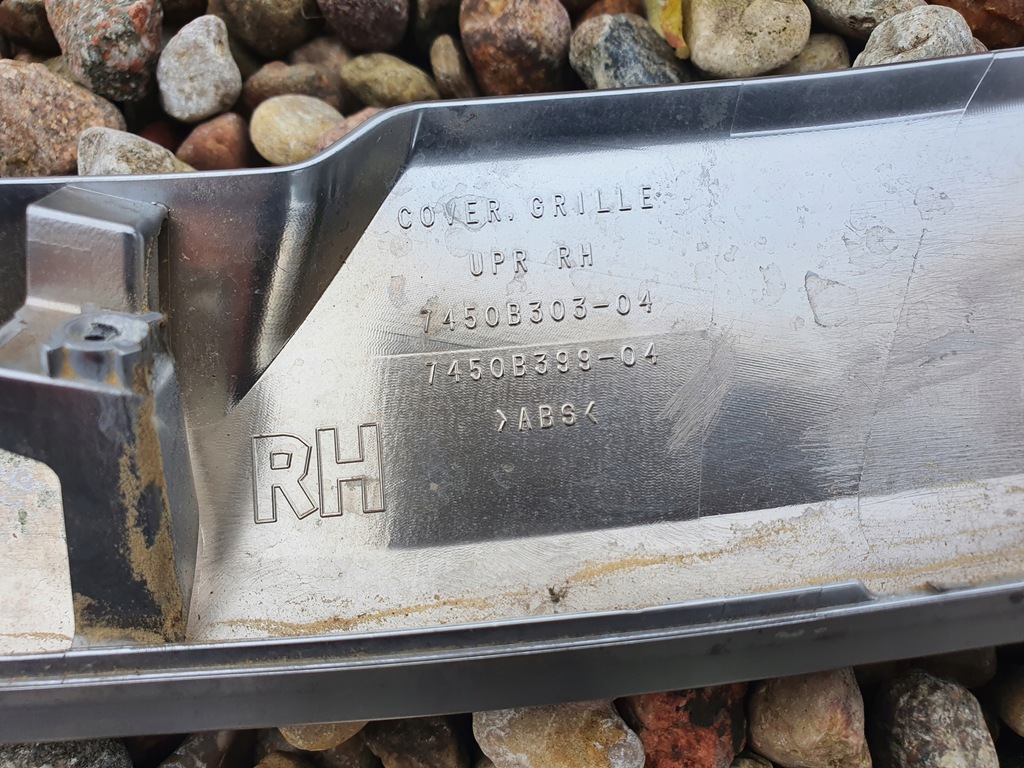 COVER, GRILLE
UPR RH
7450B303-04
7450B399-04
>ABS<
RH